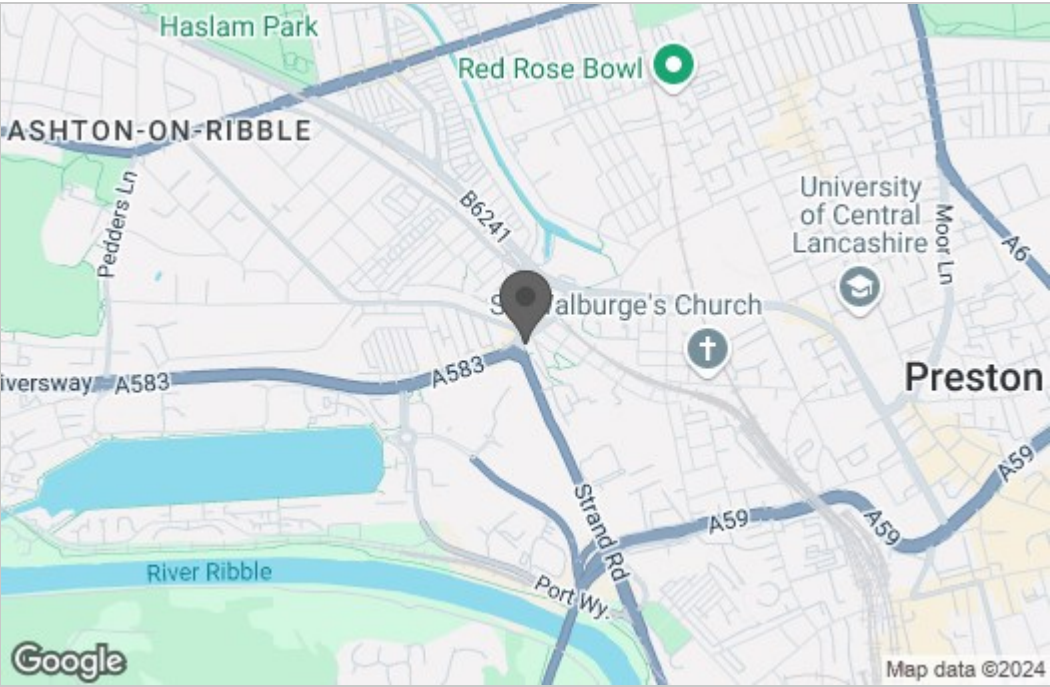 Haslam Park
Red Rose Bowl
ASHTON-ON-RIBBLE
Pedders Ln
B6241
University
of Central
Lancashire
Moor Ln
A6
Walburge's Church
Preston
iversway
A583
A583
Strand Rd
A59
A59
A59
River Ribble
Port Wy.
Google
Map data ©2024